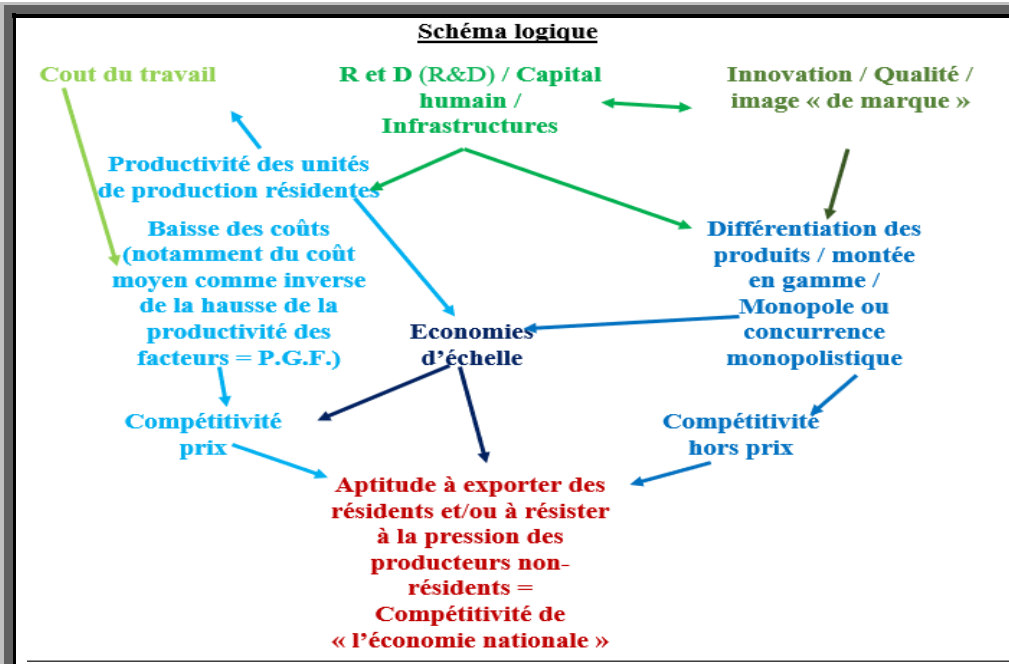 Schéma logique
Cout du travail
R et D (R&D) / Capital
humain /
Infrastructures
Innovation / Qualité /
image « de marque »
Productivité des unités
de production résidentes
Baisse des coûts
(notamment du coût
moyen comme inverse
de la hausse de la
productivité des
facteurs = P.G.F.)
Economies
d’échelle
Différentiation des
produits / montée
en gamme /
Monopole ou
concurrence
monopolistique
Compétitivité
prix
Compétitivité
hors prix
Aptitude à exporter des
résidents et/ou à résister
à la pression des
producteurs non-
résidents =
Compétitivité de
« l’économie nationale »